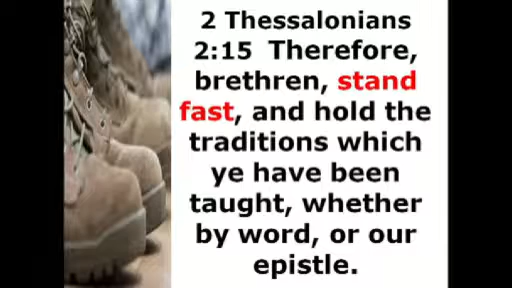 2 Thessalonians
2:15 Therefore,
brethren, stand
fast, and hold the
traditions which
ye have been
taught, whether
by word, or our
epistle.